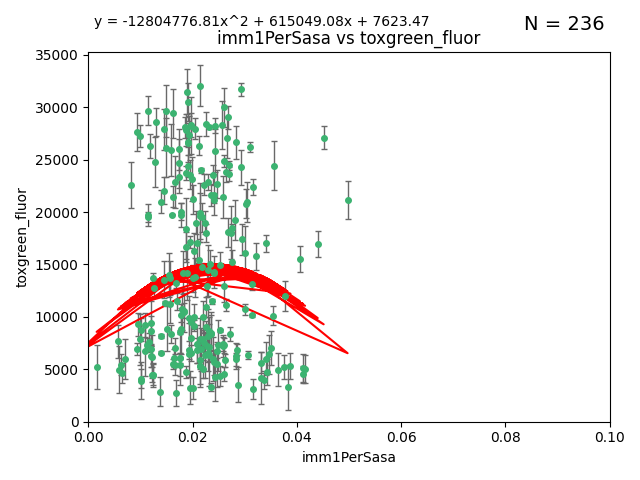 y = -12804776.81x^2 + 615049.08x + 7623.47
N = 236
imm1PerSasa vs toxgreen_fluor
35000
30000
25000
20000
15000
10000
5000
0
toxgreen_fluor
0.00 0.02 0.04 0.06 0.08 0.10
imm1PerSasa